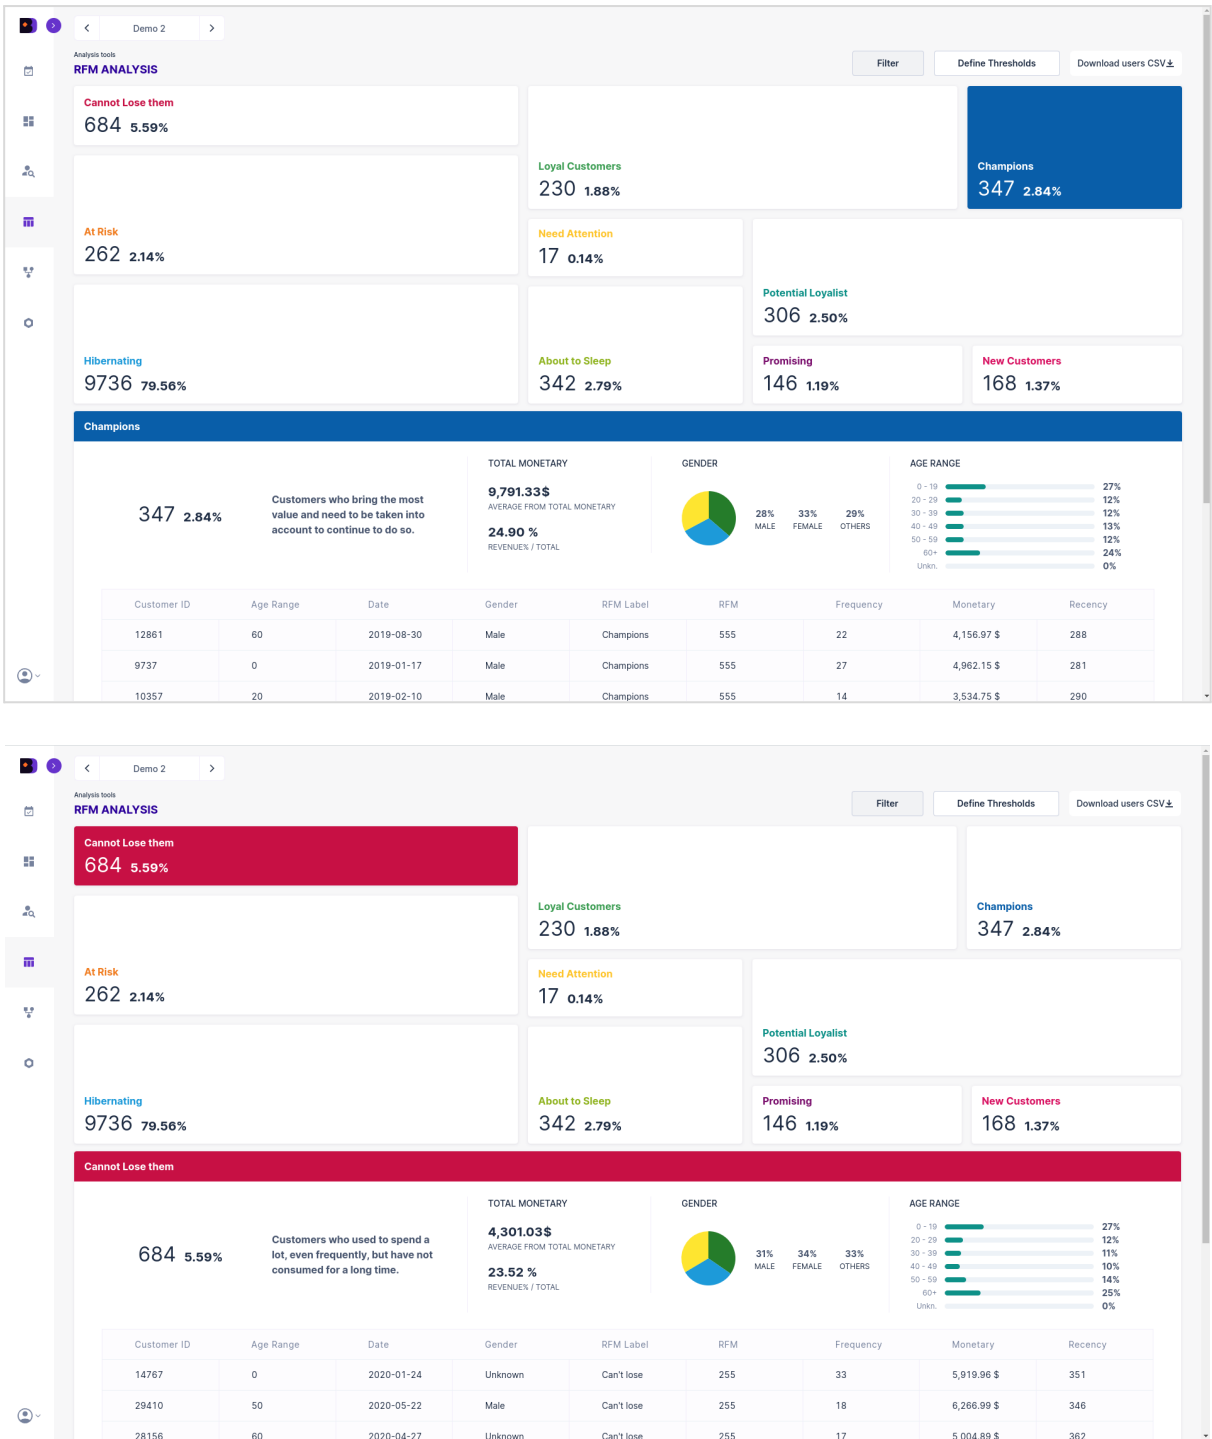 Demo 2
Analysis tools
RFM ANALYSIS
Filter
Define Thresholds
Download users CSV
Cannot Lose them
684 5.59%
Loyal Customers
230 1.88%
Champions
347 2.84%
At Risk
262 2.14%
Need Attention
17 0.14%
Potential Loyalist
306 2.50%
Hibernating
9736 79.56%
About to Sleep
342 2.79%
Promising
146 1.19%
New Customers
168 1.37%
Champions
347 2.84%
Customers who bring the most
value and need to be taken into
account to continue to do so.
TOTAL MONETARY
9,791.33$
AVERAGE FROM TOTAL MONETARY
24.90 %
REVENUE% / TOTAL
GENDER
28% 33% 29%
MALE FEMALE OTHERS
AGE RANGE
0 - 19 27%
20 - 29 12%
30 - 39 12%
40 - 49 13%
50 - 59 12%
60+ 24%
Unkn. 0%
Customer ID Age Range Date Gender RFM Label RFM Frequency Monetary Recency
12861 60 2019-08-30 Male Champions 555 22 4,156.97 $ 288
9737 0 2019-01-17 Male Champions 555 27 4,962.15 $ 281
10357 20 2019-02-10 Male Champions 555 14 3,534.75 $ 290
Demo 2
Analysis tools
RFM ANALYSIS
Filter
Define Thresholds
Download users CSV
Cannot Lose them
684 5.59%
Loyal Customers
230 1.88%
Champions
347 2.84%
At Risk
262 2.14%
Need Attention
17 0.14%
Potential Loyalist
306 2.50%
Hibernating
9736 79.56%
About to Sleep
342 2.79%
Promising
146 1.19%
New Customers
168 1.37%
Cannot Lose them
684 5.59%
Customers who used to spend a
lot, even frequently, but have not
consumed for a long time.
TOTAL MONETARY
4,301.03$
AVERAGE FROM TOTAL MONETARY
23.52 %
REVENUE% / TOTAL
GENDER
31% 34% 33%
MALE FEMALE OTHERS
AGE RANGE
0 - 19 27%
20 - 29 12%
30 - 39 11%
40 - 49 10%
50 - 59 14%
60+ 25%
Unkn. 0%
Customer ID Age Range Date Gender RFM Label RFM Frequency Monetary Recency
14767 0 2020-01-24 Unknown Can't lose 255 33 5,919.96 $ 351
29410 50 2020-05-22 Male Can't lose 255 18 6,266.99 $ 346
28156 60 2020-04-27 Unknown Can't lose 255 17 5,004.89 $ 362